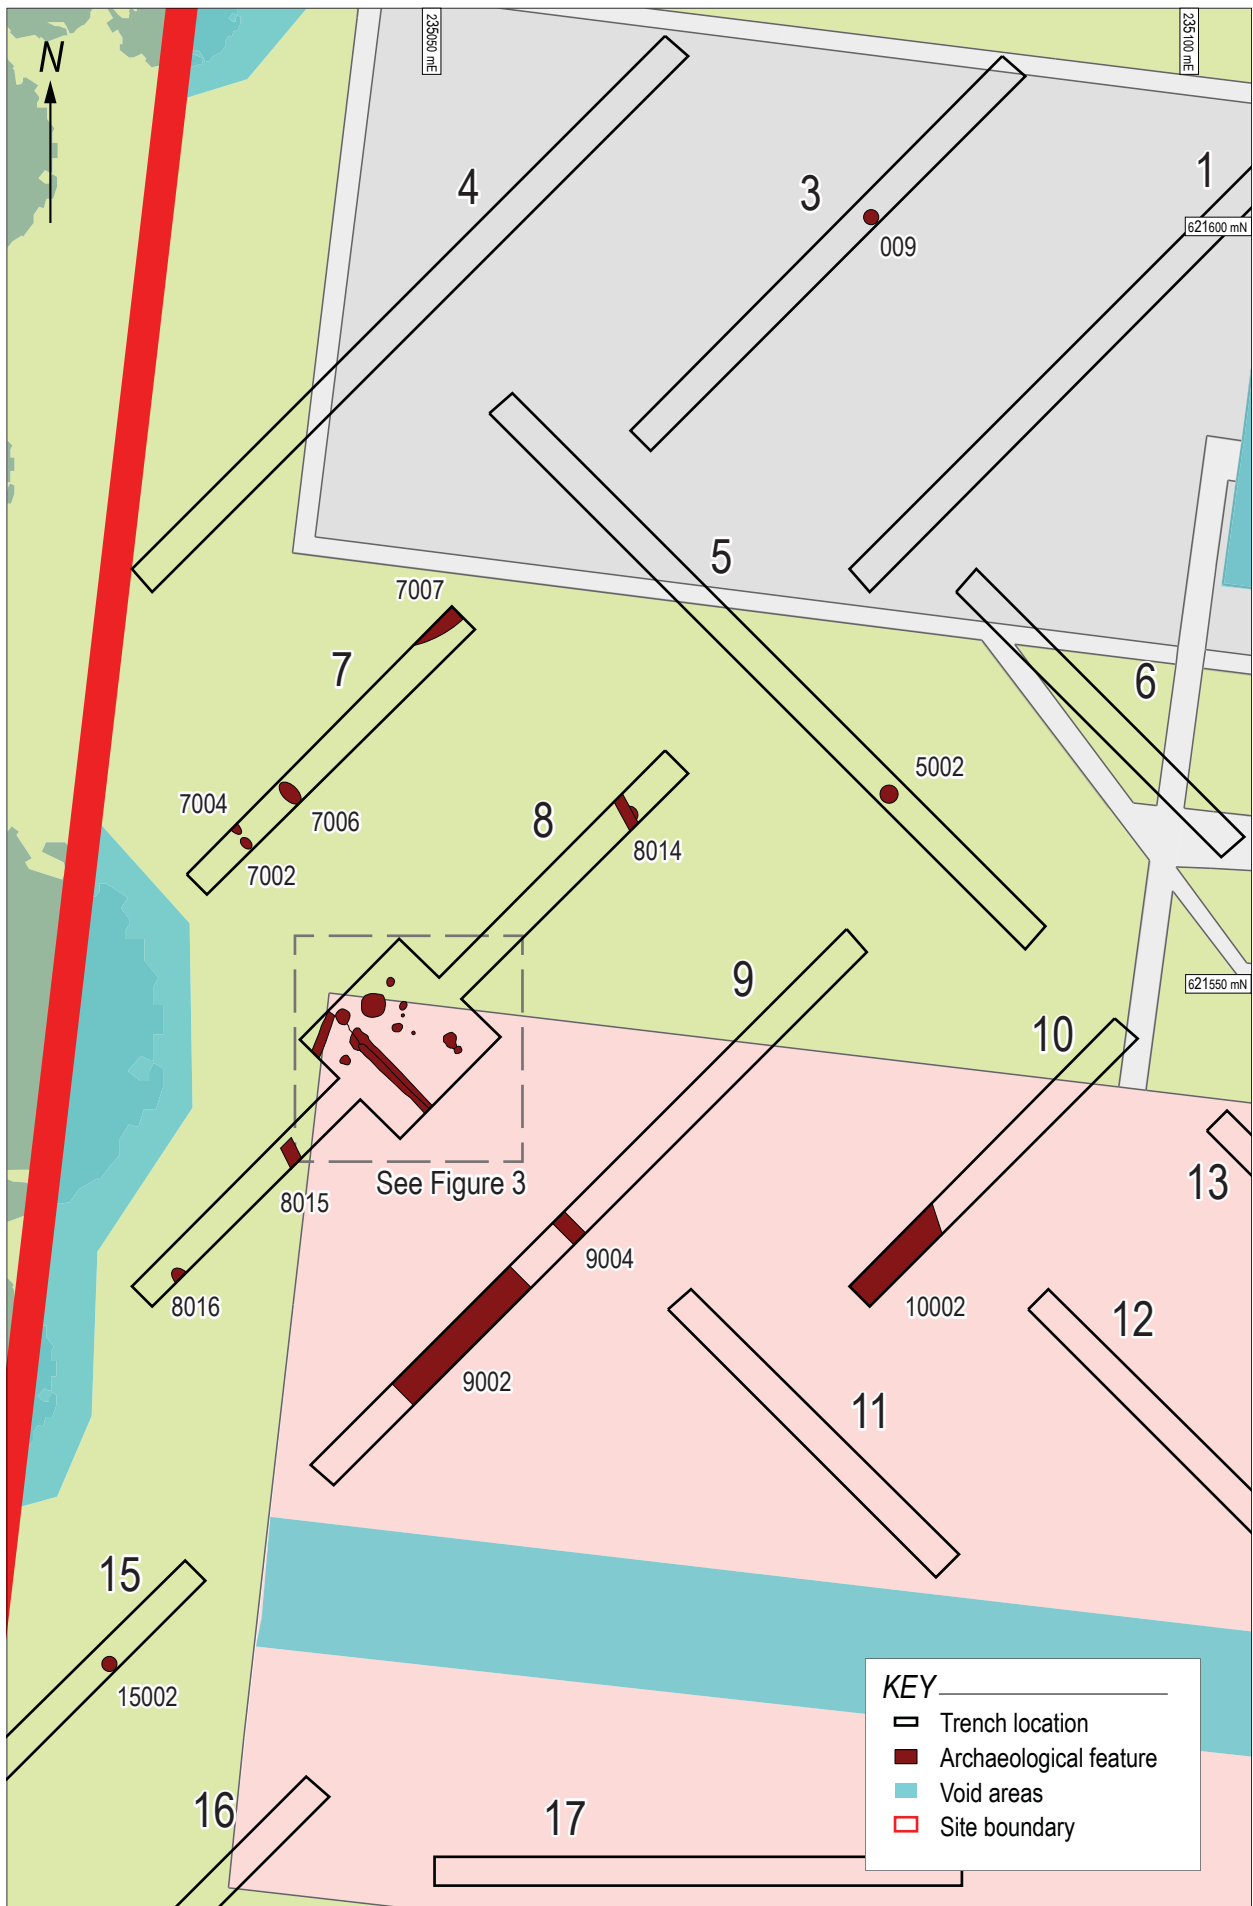 N
235050 mE
235100 mE
4
3
1
009
621600 mN
5
7007
7
6
7004
7006
7002
8
5002
8014
9
621550 mN
10
See Figure 3
13
8015
8016
9004
10002
12
9002
11
15
15002
16
17
KEY
Trench location
Archaeological feature
Void areas
Site boundary